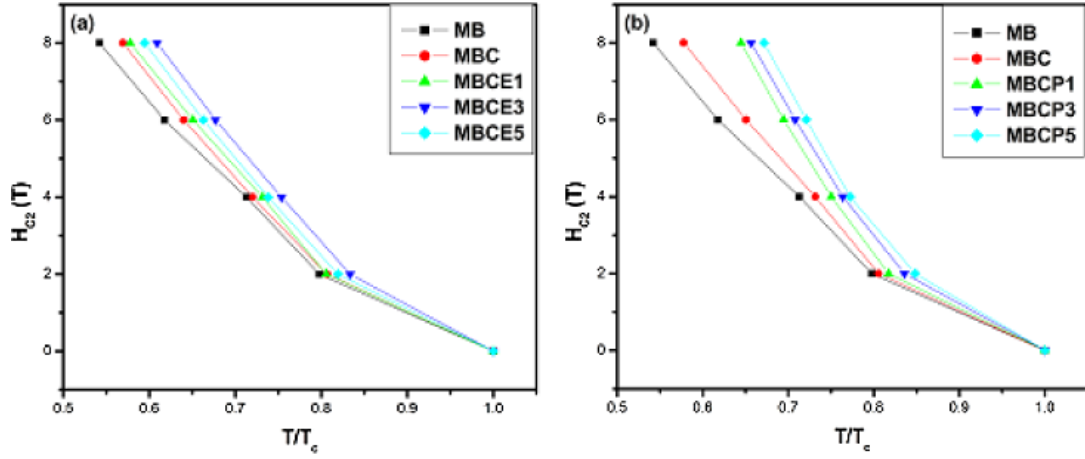 (a)
MB
MBC
MBCE1
MBCE3
MBCE5
8
6
4
2
0
H_C2 (T)
0.5 0.6 0.7 0.8 0.9 1.0
T/T_c
(b)
MB
MBC
MBCP1
MBCP3
MBCP5
8
6
4
2
0
H_C2 (T)
0.5 0.6 0.7 0.8 0.9 1.0
T/T_c